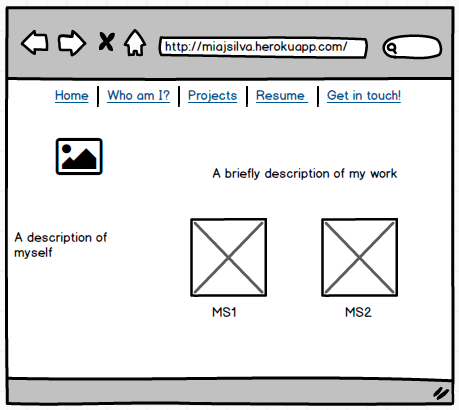 http://miajsilva.herokuapp.com/
Home Who am I? Projects Resume Get in touch!
A briefly description of my work
A description of
myself
MS1 MS2